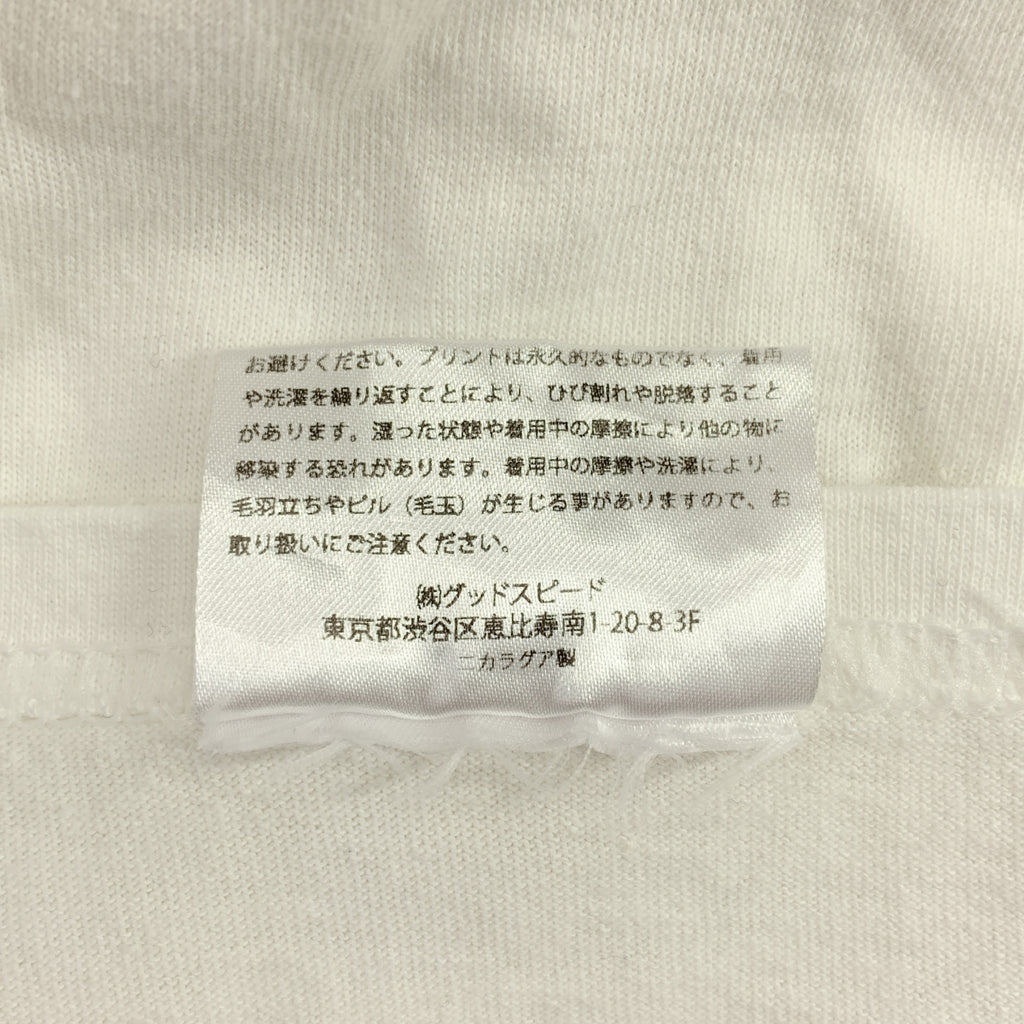 お避けください。プリントは永久的なものでなく、着用
や洗濯を繰り返すことにより、ひび割れや脱落すること
があります。湿った状態や着用中の摩擦により他の物に
移染する恐れがあります。着用中の摩擦や洗濯により、
毛羽立ちやピル（毛玉）が生じる事がありますので、お
取り扱いにご注意ください。
㈱グッドスピード
東京都渋谷区恵比寿南1-20-8 3F
ニカラグア製